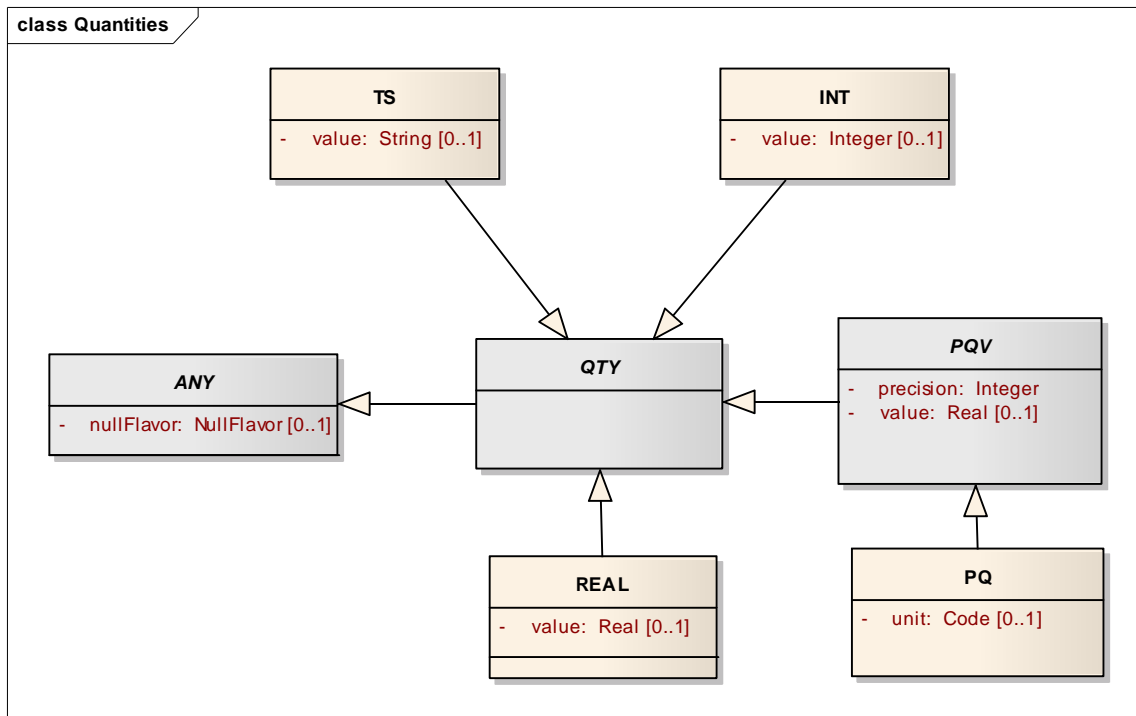 class Quantities
TS
- value: String [0..1]
INT
- value: Integer [0..1]
ANY
- nullFlavor: NullFlavor [0..1]
QTY
PQV
- precision: Integer
- value: Real [0..1]
REAL
- value: Real [0..1]
PQ
- unit: Code [0..1]